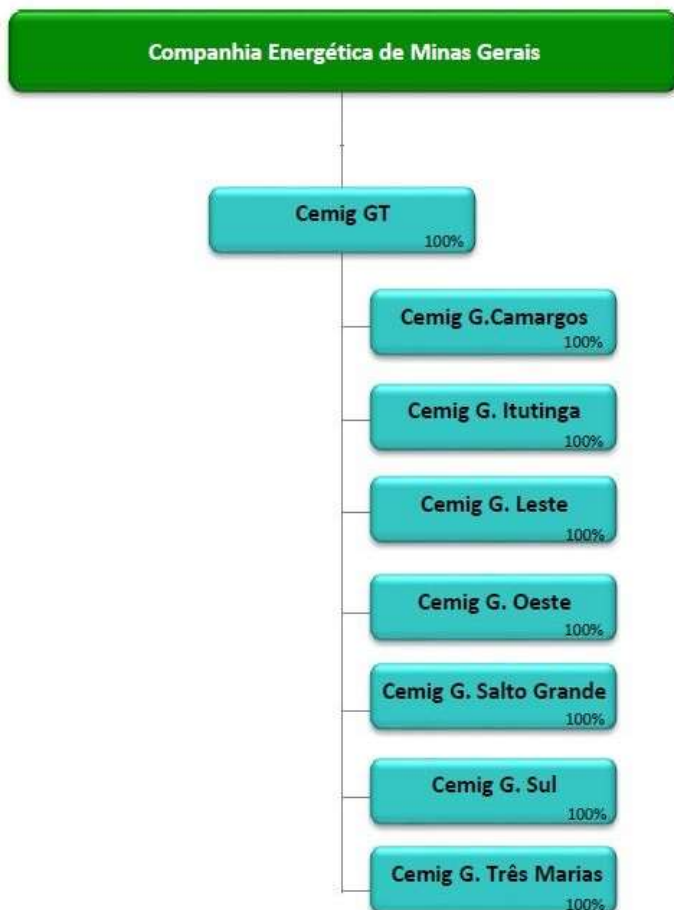 Companhia Energética de Minas Gerais
Cemig GT
100%
Cemig G.Camargos
100%
Cemig G. Itutinga
100%
Cemig G. Leste
100%
Cemig G. Oeste
100%
Cemig G. Salto Grande
100%
Cemig G. Sul
100%
Cemig G. Três Marias
100%